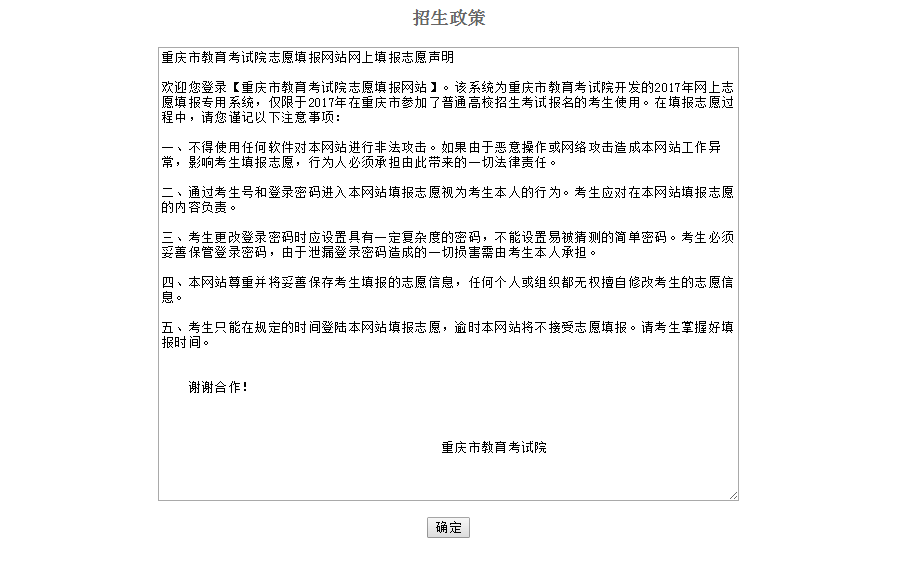 招生政策
重庆市教育考试院志愿填报网站网上填报志愿声明
欢迎您登录【重庆市教育考试院志愿填报网站】。该系统为重庆市教育考试院开发的2017年网上志
愿填报专用系统，仅限于2017年在重庆市参加了普通高校招生考试报名的考生使用。在填报志愿过
程中，请您谨记以下注意事项：
一、不得使用任何软件对本网站进行非法攻击。如果由于恶意操作或网络攻击造成本网站工作异
常，影响考生填报志愿，行为人必须承担由此带来的一切法律责任。
二、通过考生号和登录密码进入本网站填报志愿视为考生本人的行为。考生应对在本网站填报志愿
的内容负责。
三、考生更改登录密码时应设置具有一定复杂度的密码，不能设置易被猜测的简单密码。考生必须
妥善保管登录密码，由于泄漏登录密码造成的一切损害需由考生本人承担。
四、本网站尊重并将妥善保存考生填报的志愿信息，任何个人或组织都无权擅自修改考生的志愿信
息。
五、考生只能在规定的时间登陆本网站填报志愿，逾时本网站将不接受志愿填报。请考生掌握好填
报时间。
谢谢合作！
重庆市教育考试院
确定